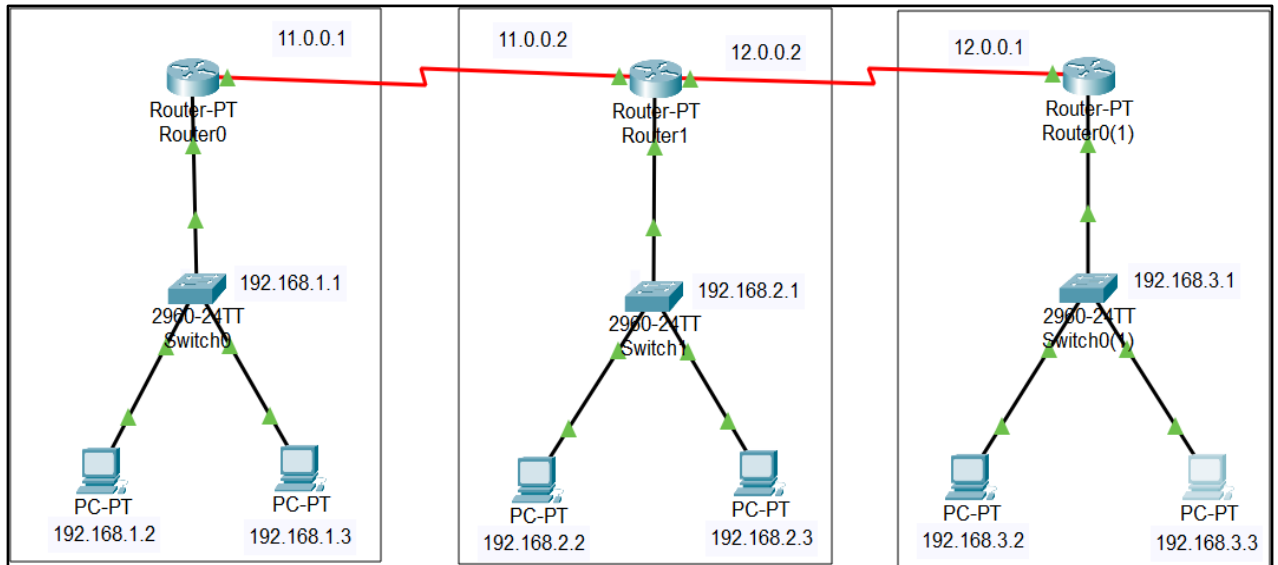 11.0.0.1
11.0.0.2
12.0.0.2
12.0.0.1
Router-PT
Router0
Router-PT
Router1
Router-PT
Router0(1)
192.168.1.1
2960-24TT
Switch0
192.168.2.1
2960-24TT
Switch1
192.168.3.1
2960-24TT
Switch0(1)
PC-PT
192.168.1.2
PC-PT
192.168.1.3
PC-PT
192.168.2.2
PC-PT
192.168.2.3
PC-PT
192.168.3.2
PC-PT
192.168.3.3